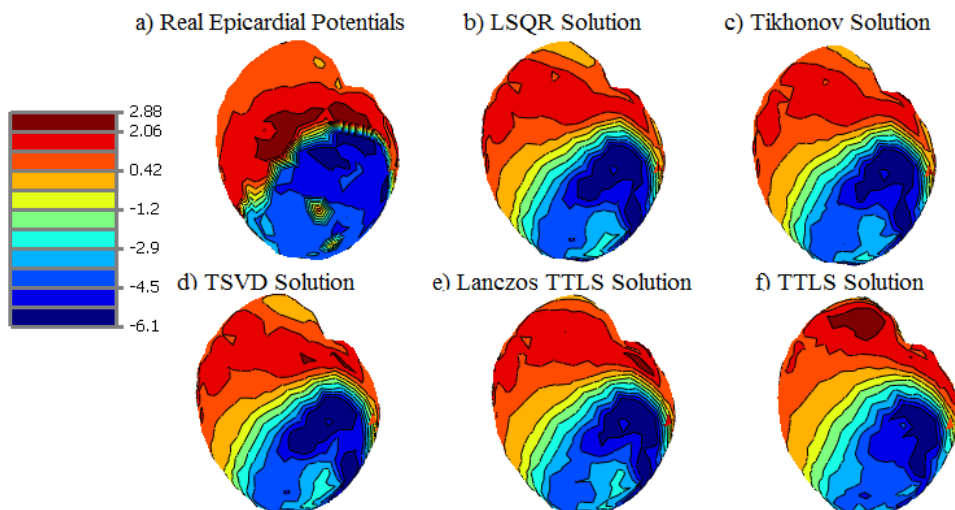 a) Real Epicardial Potentials
b) LSQR Solution
c) Tikhonov Solution
2.88
2.06
0.42
-1.2
-2.9
-4.5
-6.1
d) TSVD Solution
e) Lanczos TTLS Solution
f) TTLS Solution